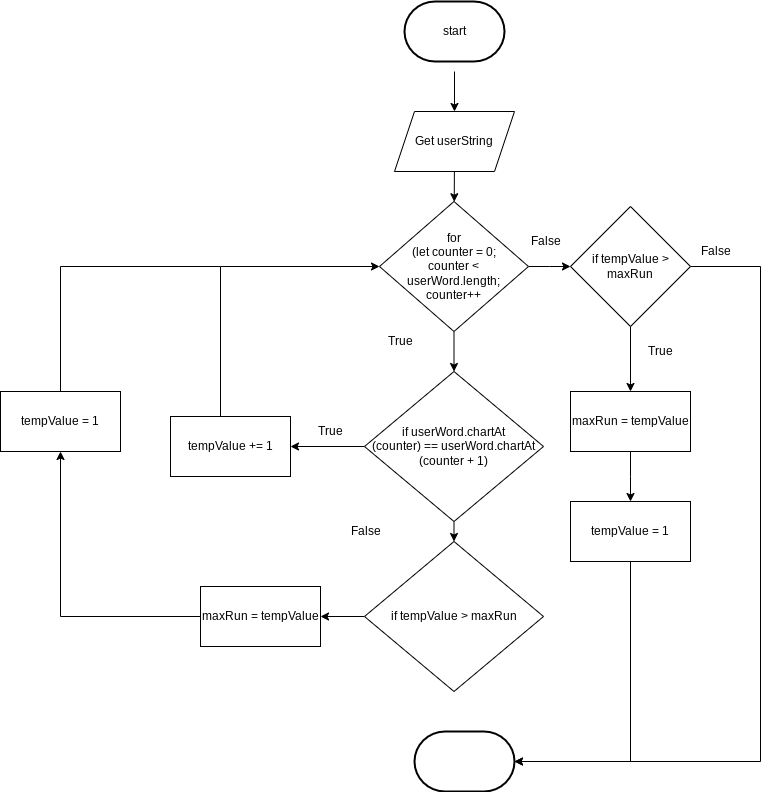 start
Get userString
for
(let counter = 0;
counter <
userWord.length;
counter++
False
if tempValue >
maxRun
False
True
True
tempValue = 1
tempValue += 1
True
if userWord.chartAt
(counter) == userWord.chartAt
(counter + 1)
maxRun = tempValue
False
tempValue = 1
maxRun = tempValue
if tempValue > maxRun